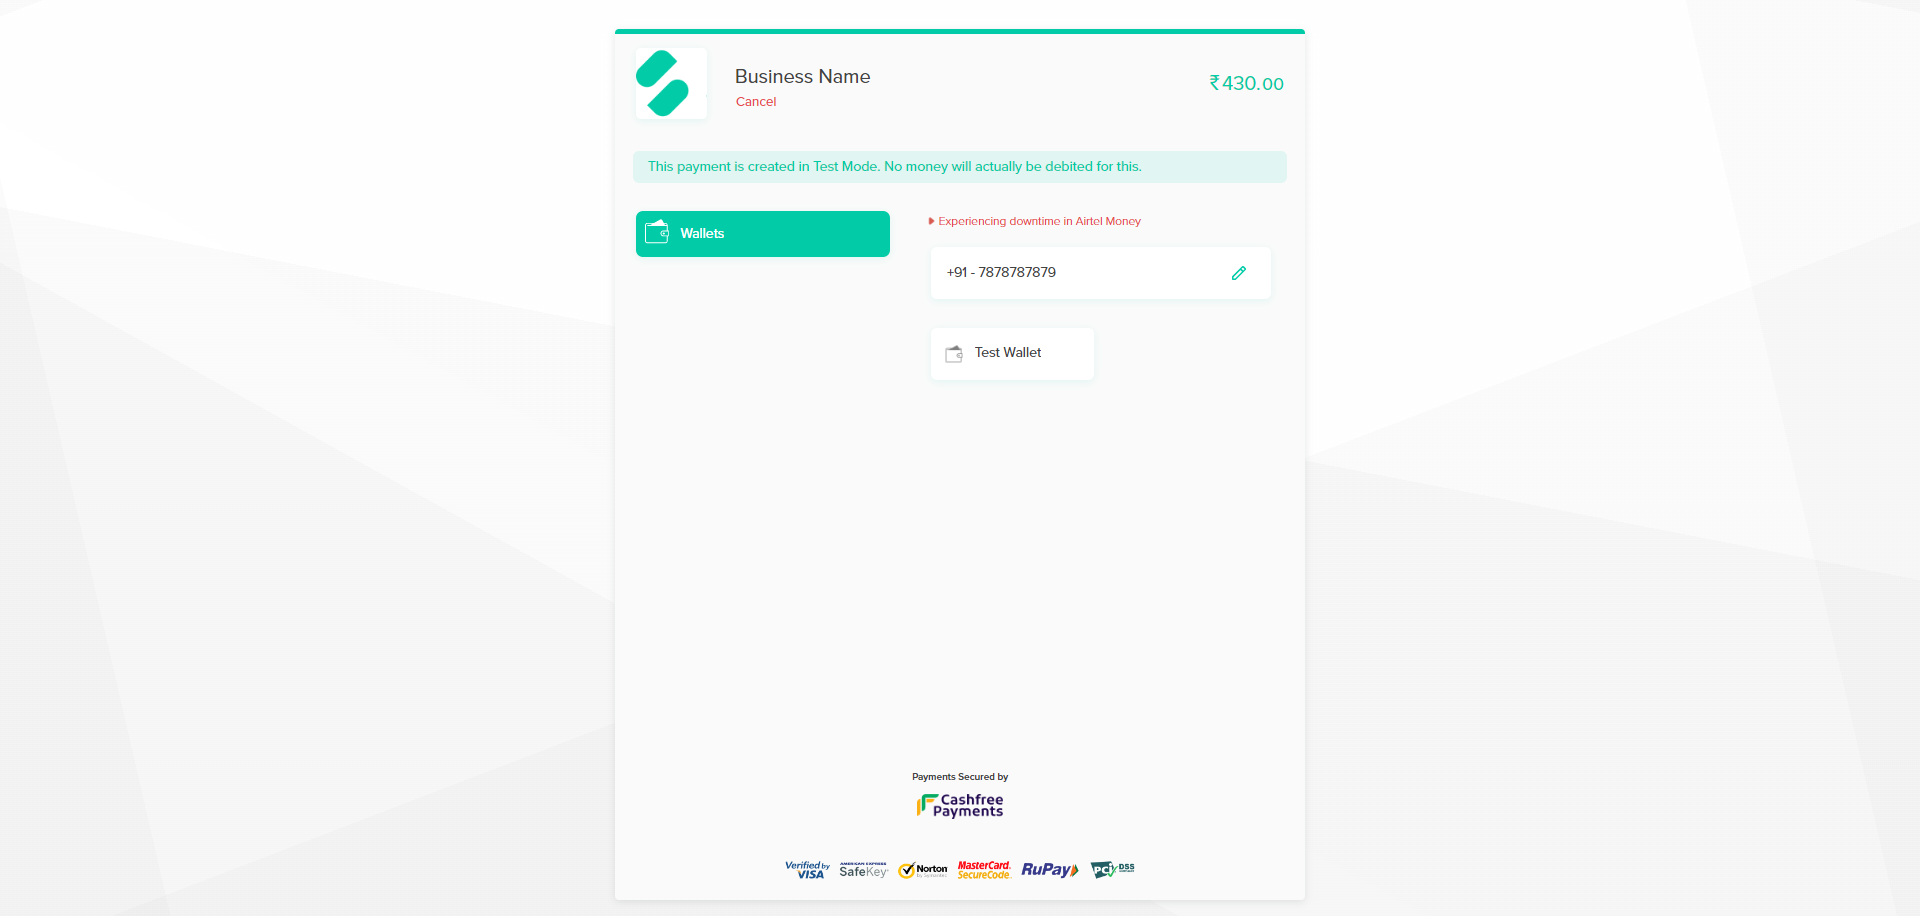 Business Name
Cancel
₹430.00
This payment is created in Test Mode. No money will actually be debited for this.
Wallets
Experiencing downtime in Airtel Money
+91 - 7878787879
Test Wallet
Payments Secured by
Cashfree
Payments
Verified by
VISA
AMERICAN EXPRESS
SafeKey
Norton
by Symantec
MasterCard.
SecureCode.
RuPay
PCI
DSS